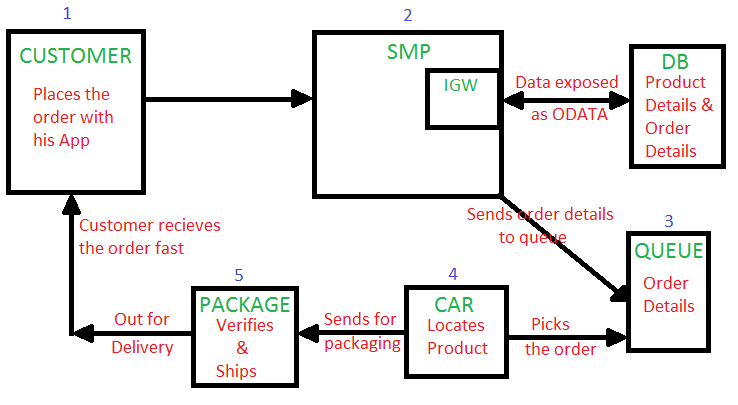 1
CUSTOMER
Places the
order with
his App
2
SMP
IGW
Data exposed
as ODATA
DB
Product
Details &
Order
Details
Sends order details
to queue
3
QUEUE
Order
Details
Customer recieves
the order fast
5
PACKAGE
Verifies
&
Ships
4
CAR
Locates
Product
Out for
Delivery
Sends for
packaging
Picks
the order